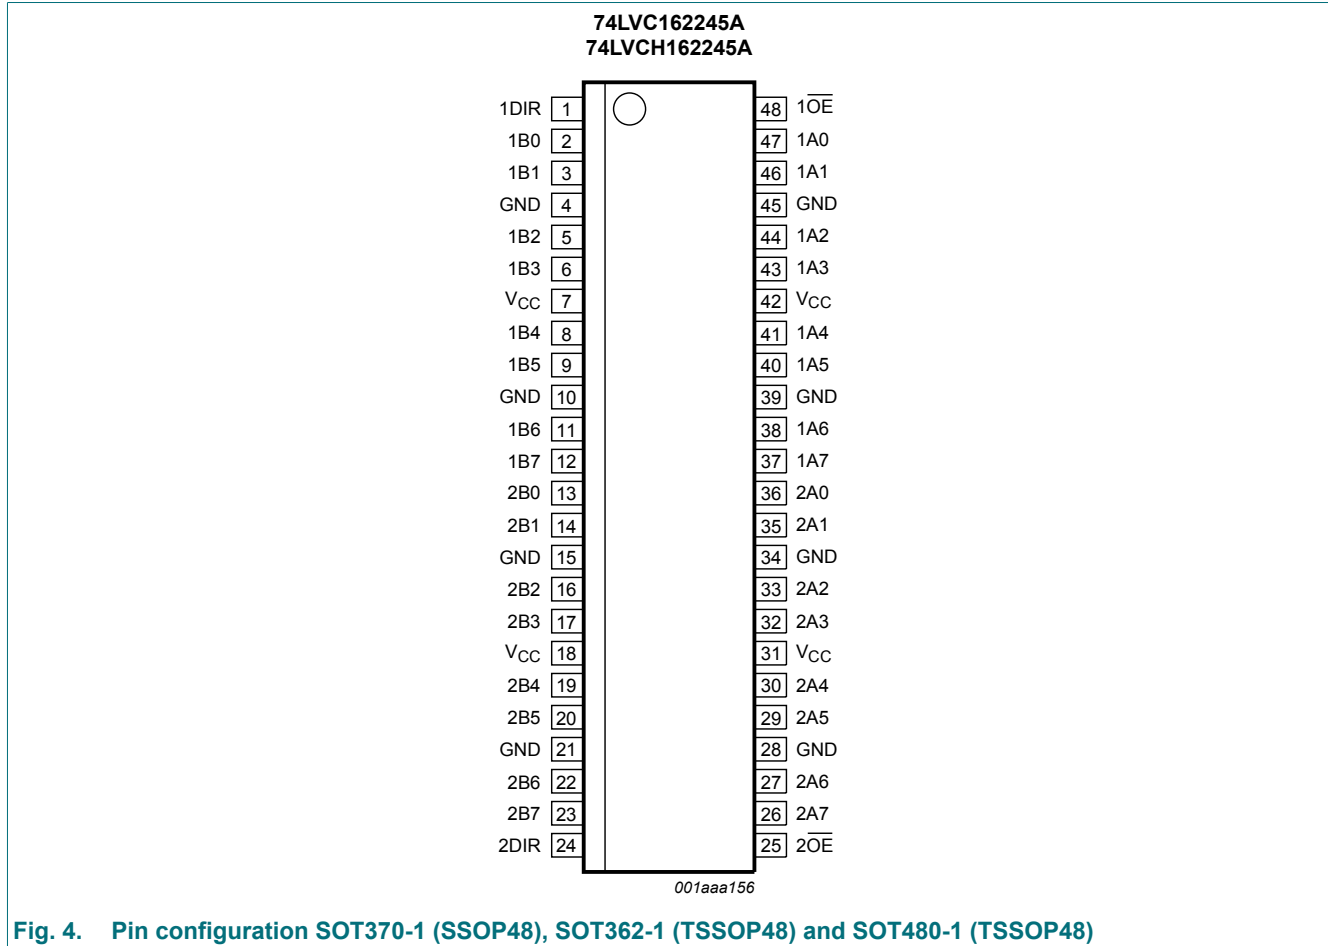 74LVC162245A
74LVCH162245A
1DIR 1 48 1OE
1B0 2 47 1A0
1B1 3 46 1A1
GND 4 45 GND
1B2 5 44 1A2
1B3 6 43 1A3
VCC 7 42 VCC
1B4 8 41 1A4
1B5 9 40 1A5
GND 10 39 GND
1B6 11 38 1A6
1B7 12 37 1A7
2B0 13 36 2A0
2B1 14 35 2A1
GND 15 34 GND
2B2 16 33 2A2
2B3 17 32 2A3
VCC 18 31 VCC
2B4 19 30 2A4
2B5 20 29 2A5
GND 21 28 GND
2B6 22 27 2A6
2B7 23 26 2A7
2DIR 24 25 2OE
001aaa156
Fig. 4. Pin configuration SOT370-1 (SSOP48), SOT362-1 (TSSOP48) and SOT480-1 (TSSOP48)